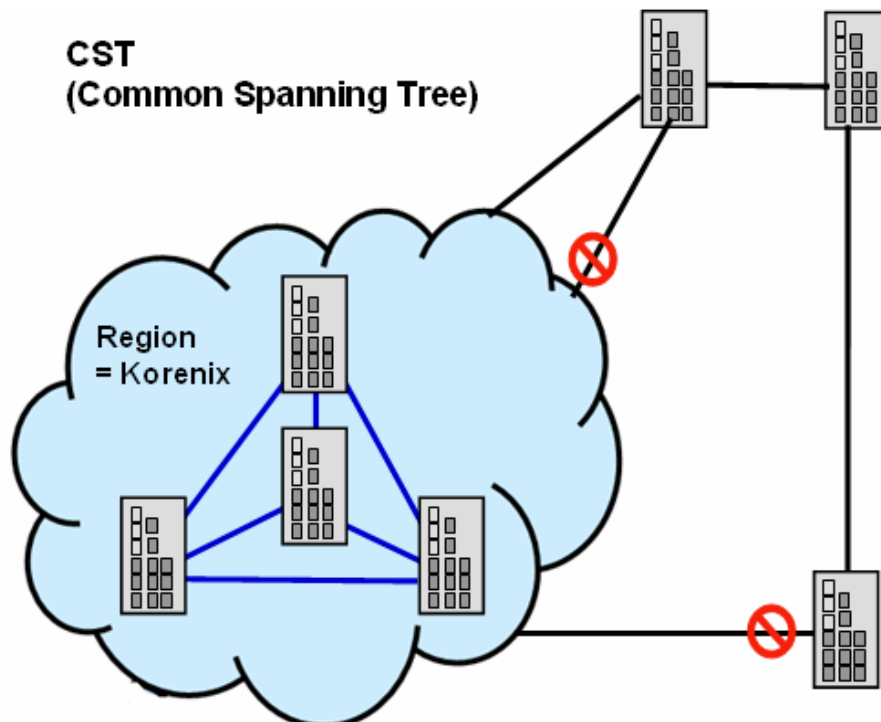 CST
(Common Spanning Tree)
Region
= Korenix